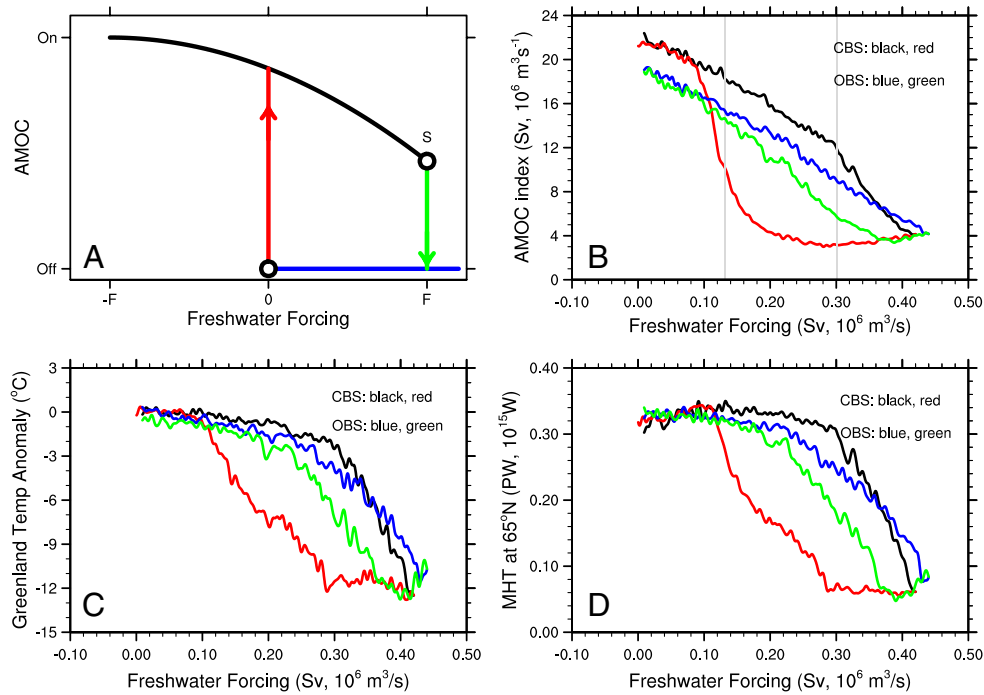 On
AMOC
S
Off
A
-F
0
F
Freshwater Forcing
24
20
16
12
8
4
0
AMOC index (Sv, 10⁶ m³s⁻¹)
CBS: black, red
OBS: blue, green
B
-0.10
0.00
0.10
0.20
0.30
0.40
0.50
Freshwater Forcing (Sv, 10⁶ m³/s)
3
0
-3
-6
-9
-12
-15
Greenland Temp Anomaly (°C)
CBS: black, red
OBS: blue, green
C
-0.10
0.00
0.10
0.20
0.30
0.40
0.50
Freshwater Forcing (Sv, 10⁶ m³/s)
0.40
0.30
0.20
0.10
0.00
MHT at 65°N (PW, 10¹⁵W)
CBS: black, red
OBS: blue, green
D
-0.10
0.00
0.10
0.20
0.30
0.40
0.50
Freshwater Forcing (Sv, 10⁶ m³/s)